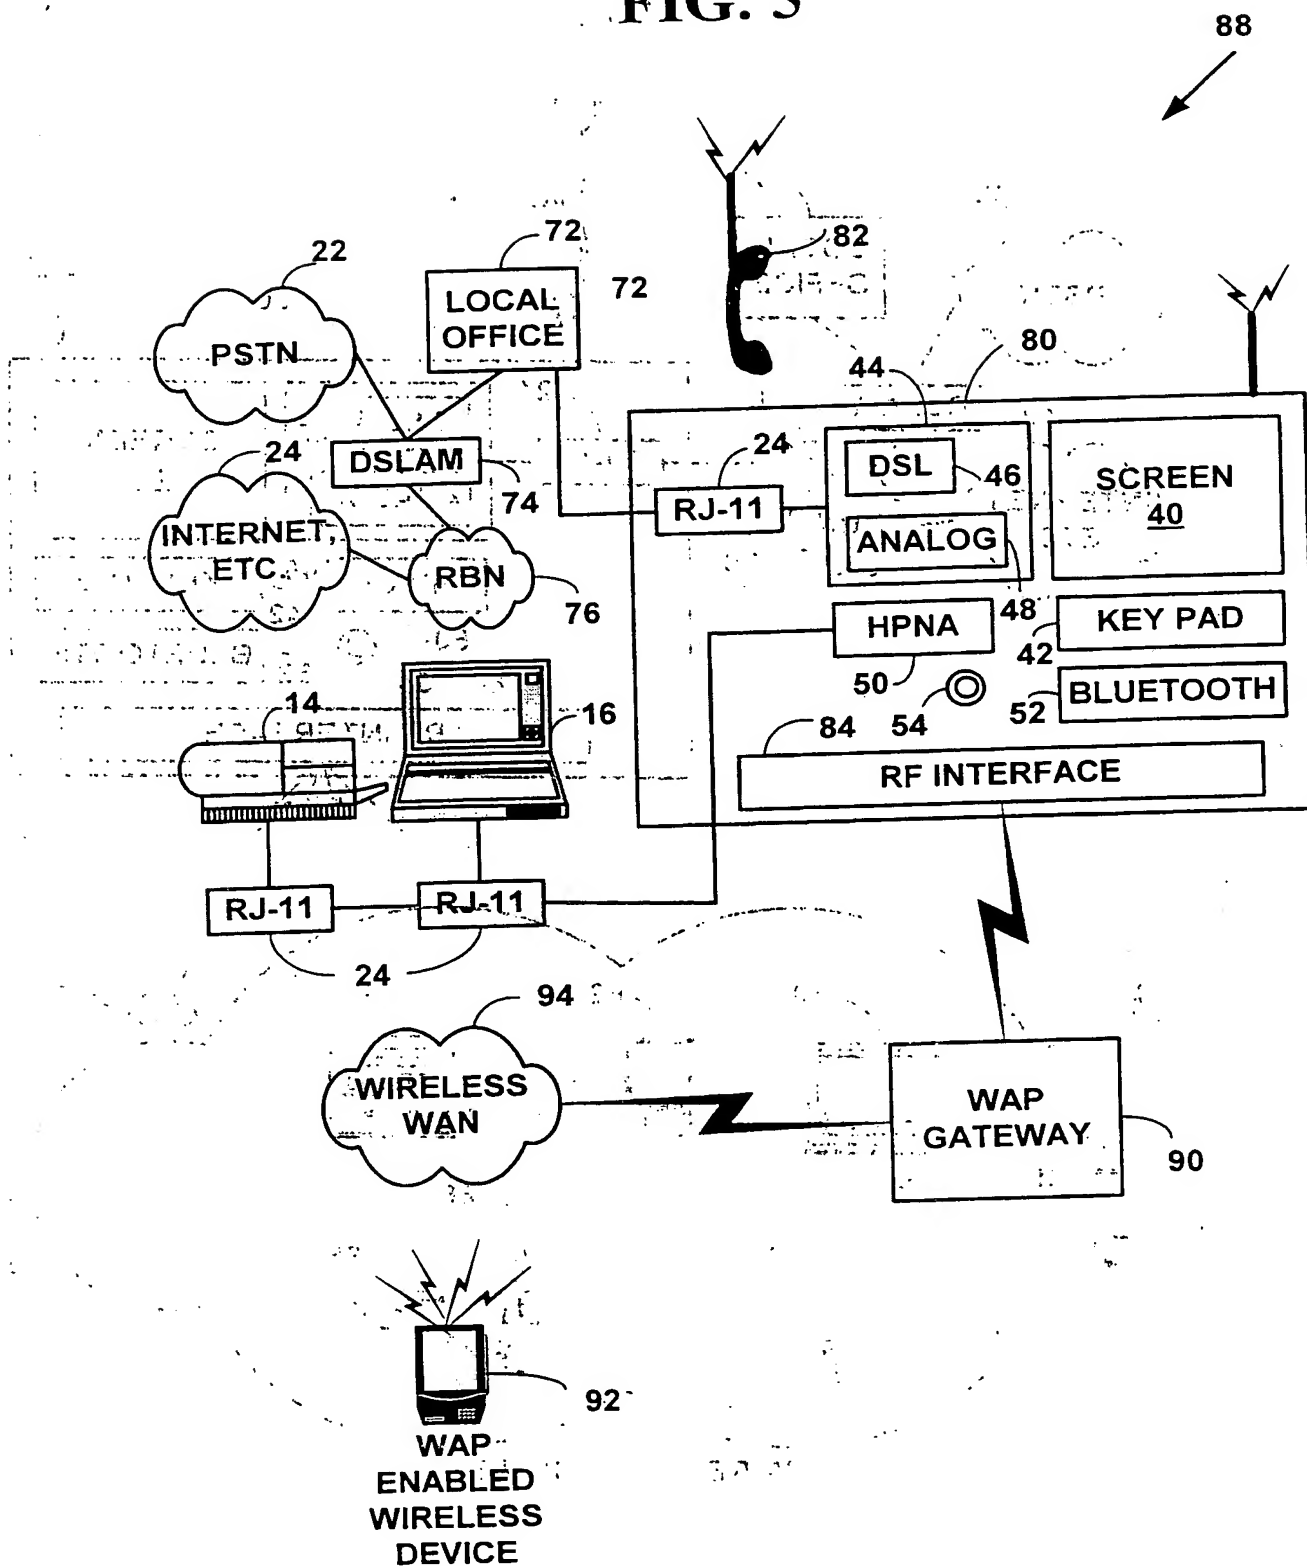 FIG. 5
88
72
22
LOCAL
OFFICE
72
82
PSTN
80
44
24
DSLAM
74
24
DSL
46
SCREEN
40
RJ-11
INTERNET,
ETC.
ANALOG
RBN
76
48
HPNA
KEY PAD
42
50
54
BLUETOOTH
52
14
16
84
RF INTERFACE
RJ-11
RJ-11
24
94
WIRELESS
WAN
WAP
GATEWAY
90
92
WAP
ENABLED
WIRELESS
DEVICE